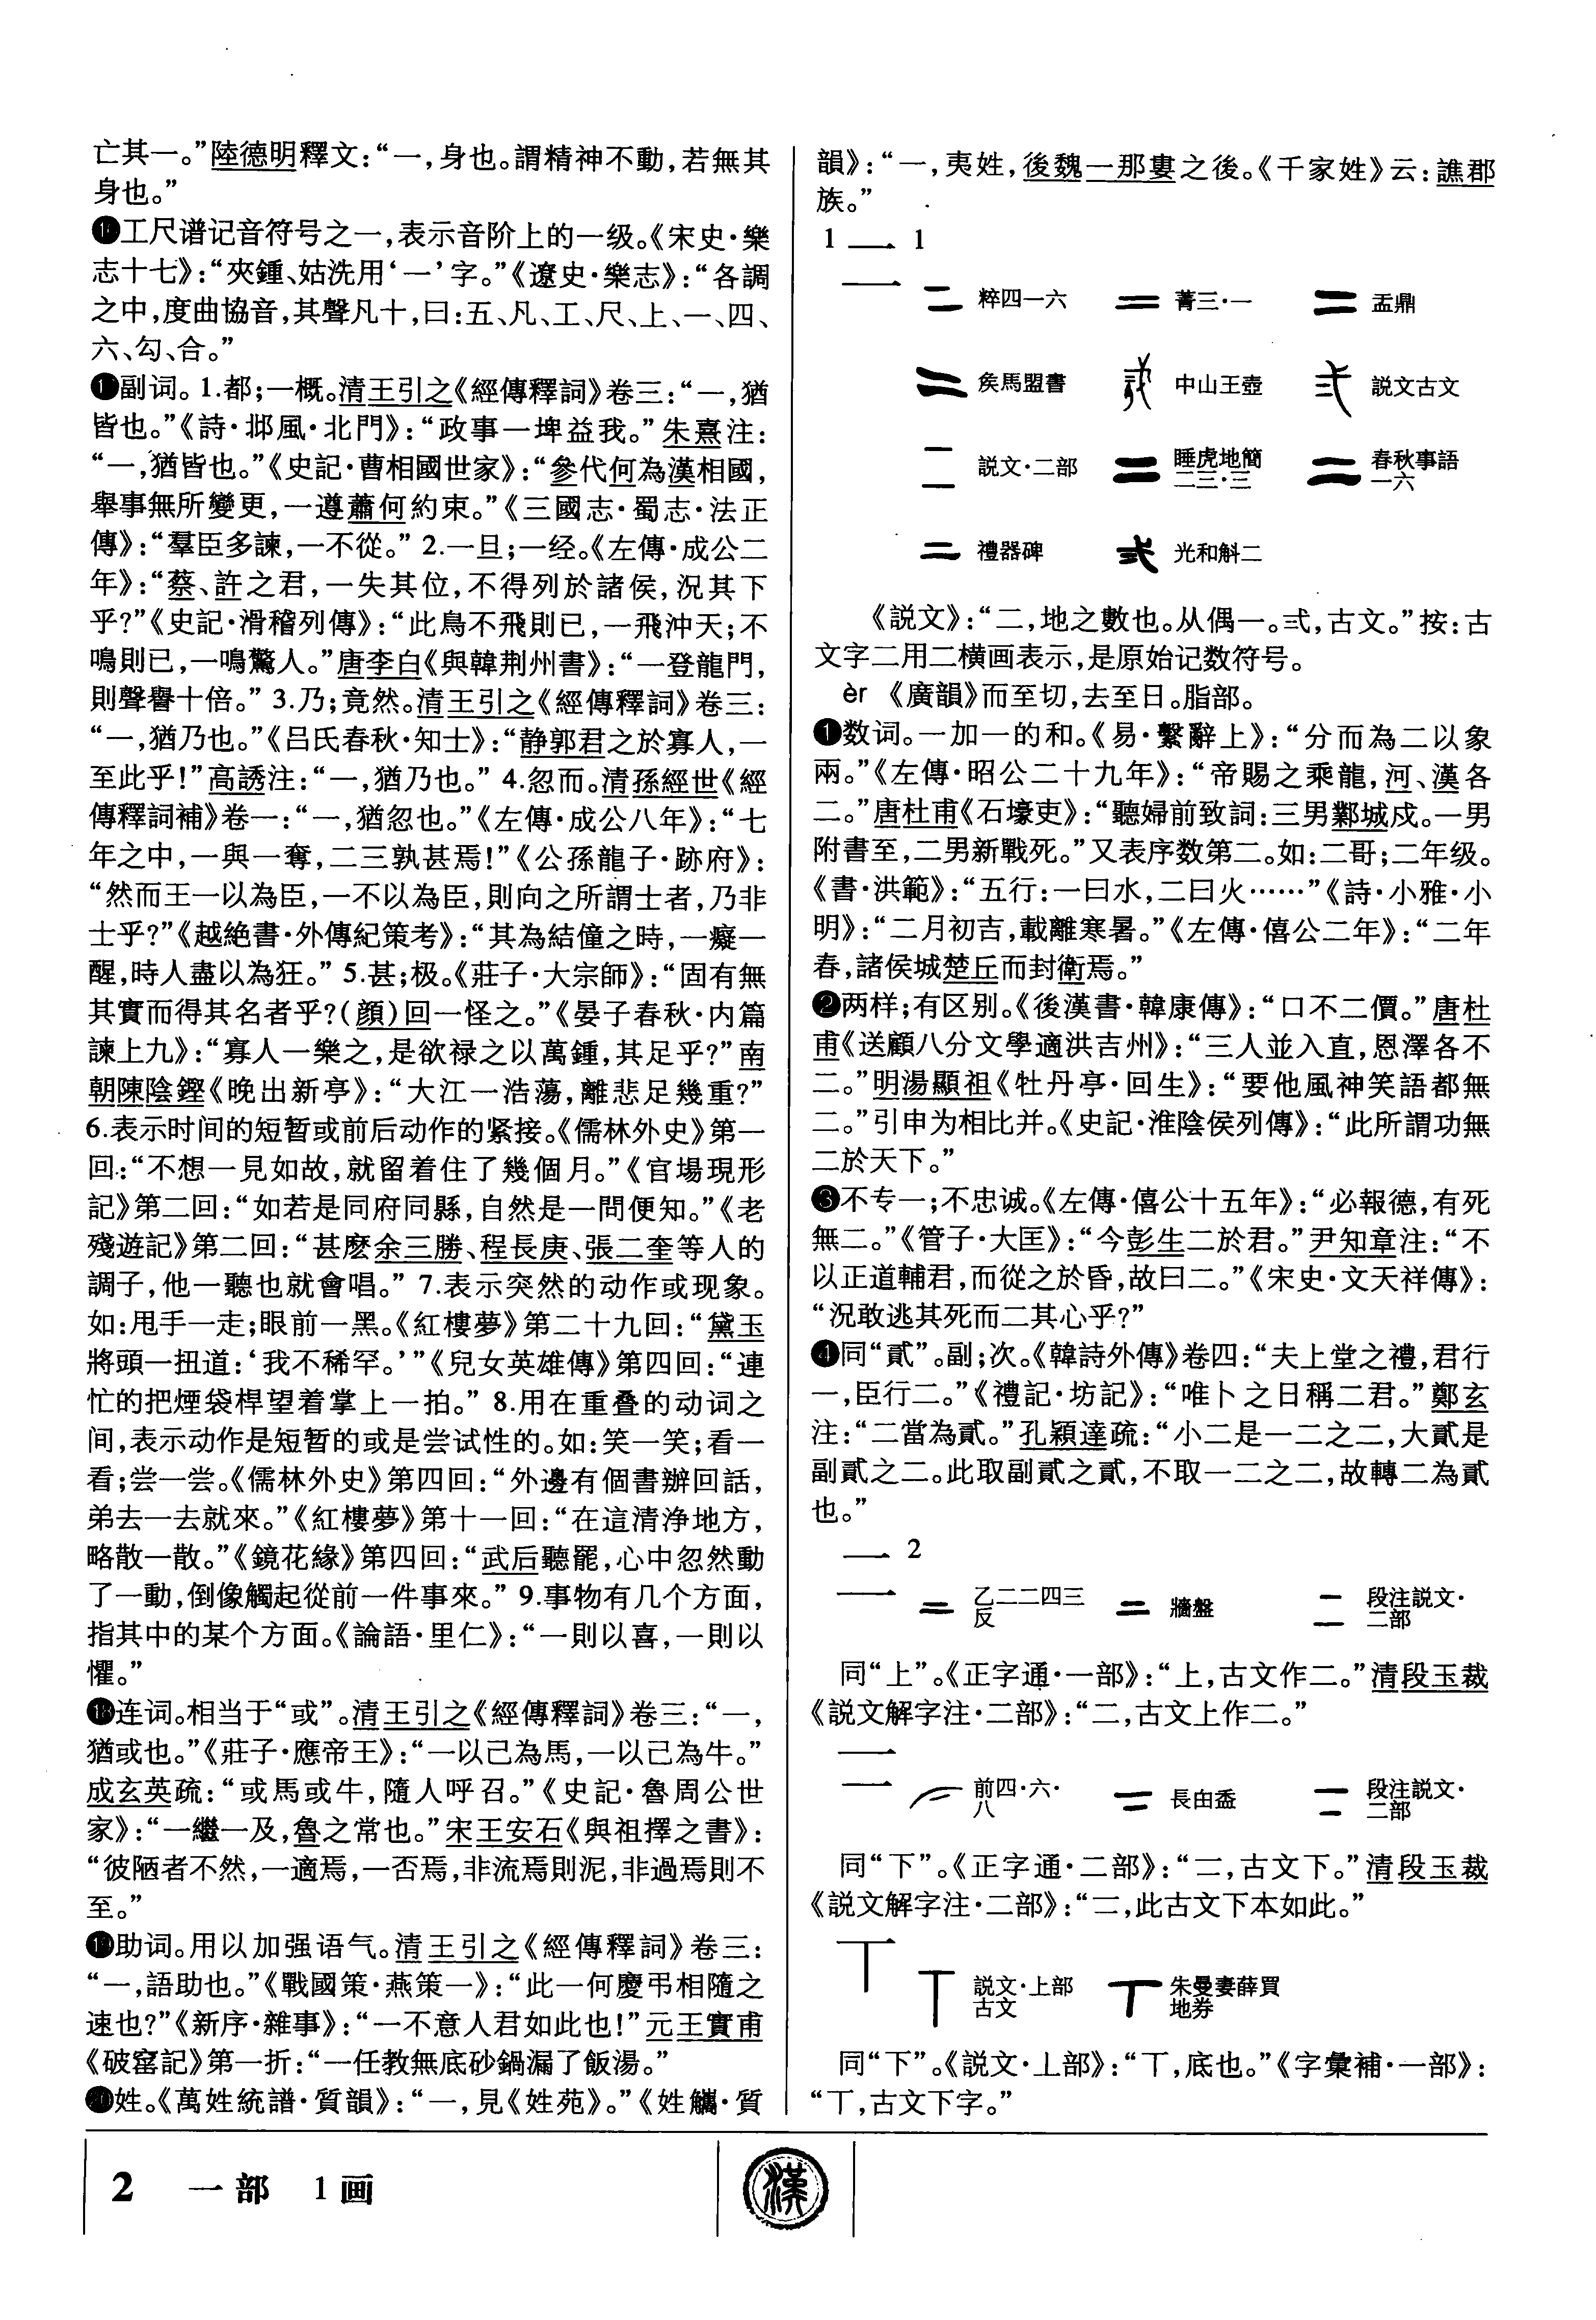 亡其一。”陸德明釋文：“一，身也。謂精神不動，若無其
身也。”
⓰工尺谱记音符号之一，表示音阶上的一级。《宋史·樂
志十七》：“夾鍾、姑洗用‘一’字。”《遼史·樂志》：“各調
之中，度曲協音，其聲凡十，曰：五、凡、工、尺、上、一、四、
六、勾、合。”
副词。1.都；一概。清王引之《經傳釋詞》卷三：“一，猶
皆也。”《詩·邶風·北門》：“政事一埤益我。”朱熹注：
“一，猶皆也。”《史記·曹相國世家》：“參代何為漢相國，
舉事無所變更，一遵蕭何約束。”《三國志·蜀志·法正
傳》：“羣臣多諫，一不從。”2.一旦；一经。《左傳·成公二
年》：“蔡、許之君，一失其位，不得列於諸侯，況其下
乎？”《史記·滑稽列傳》：“此鳥不飛則已，一飛沖天；不
鳴則已，一鳴驚人。”唐李白《與韓荆州書》：“一登龍門，
則聲譽十倍。”3.乃；竟然。清王引之《經傳釋詞》卷三：
“一，猶乃也。”《吕氏春秋·知士》：“静郭君之於寡人，一
至此乎！”高誘注：“一，猶乃也。”4.忽而。清孫經世《經
傳釋詞補》卷一：“一，猶忽也。”《左傳·成公八年》：“七
年之中，一與一奪，二三孰甚焉！”《公孫龍子·跡府》：
“然而王一以為臣，一不以為臣，則向之所謂士者，乃非
士乎？”《越絶書·外傳紀策考》：“其為結僮之時，一癡一
醒，時人盡以為狂。”5.甚；极。《莊子·大宗師》：“固有無
其實而得其名者乎？（顔）回一怪之。”《晏子春秋·内篇
諫上九》：“寡人一樂之，是欲禄之以萬鍾，其足乎？”南
朝陳陰鏗《晚出新亭》：“大江一浩蕩，離悲足幾重？”
6.表示时间的短暂或前后动作的紧接。《儒林外史》第一
回：“不想一見如故，就留着住了幾個月。”《官場現形
記》第二回：“如若是同府同縣，自然是一問便知。”《老
殘遊記》第二回：“甚麽余三勝、程長庚、張二奎等人的
調子，他一聽也就會唱。”7.表示突然的动作或现象。
如：甩手一走；眼前一黑。《紅樓夢》第二十九回：“黛玉
將頭一扭道：‘我不稀罕。’”《兒女英雄傳》第四回：“連
忙的把煙袋桿望着掌上一拍。”8.用在重叠的动词之
间，表示动作是短暂的或是尝试性的。如：笑一笑；看一
看；尝一尝。《儒林外史》第四回：“外邊有個書辦回話，
弟去一去就來。”《紅樓夢》第十一回：“在這清净地方，
略散一散。”《鏡花緣》第四回：“武后聽罷，心中忽然動
了一動，倒像觸起從前一件事來。”9.事物有几个方面，
指其中的某个方面。《論語·里仁》：“一則以喜，一則以
懼。”
⓲连词。相当于“或”。清王引之《經傳釋詞》卷三：“一，
猶或也。”《莊子·應帝王》：“一以己為馬，一以己為牛。”
成玄英疏：“或馬或牛，隨人呼召。”《史記·魯周公世
家》：“一繼一及，魯之常也。”宋王安石《與祖擇之書》：
“彼陋者不然，一適焉，一否焉，非流焉則泥，非過焉則不
至。”
⓳助词。用以加强语气。清王引之《經傳釋詞》卷三：
“一，語助也。”《戰國策·燕策一》：“此一何慶弔相隨之
速也？”《新序·雜事》：“一不意人君如此也！”元王實甫
《破窰記》第一折：“一任教無底砂鍋漏了飯湯。”
⓴姓。《萬姓統譜·質韻》：“一，見《姓苑》。”《姓觿·質
韻》：“一，夷姓，後魏一那婁之後。《千家姓》云：譙郡
族。”
1 一 1
二 粹四一六 菁三·一 盂鼎
矦馬盟書 中山王壺 説文古文
説文·二部 睡虎地簡二三·三 春秋事語一六
禮器碑 光和斛二
《説文》：“二，地之數也。从偶一。弍，古文。”按：古
文字二用二横画表示，是原始记数符号。
èr 《廣韻》而至切，去至日。脂部。
❶数词。一加一的和。《易·繫辭上》：“分而為二以象
兩。”《左傳·昭公二十九年》：“帝賜之乘龍，河、漢各
二。”唐杜甫《石壕吏》：“聽婦前致詞：三男鄴城戍。一男
附書至，二男新戰死。”又表序数第二。如：二哥；二年级。
《書·洪範》：“五行：一曰水，二曰火……”《詩·小雅·小
明》：“二月初吉，載離寒暑。”《左傳·僖公二年》：“二年
春，諸侯城楚丘而封衛焉。”
❷两样；有区别。《後漢書·韓康傳》：“口不二價。”唐杜
甫《送顧八分文學適洪吉州》：“三人並入直，恩澤各不
二。”明湯顯祖《牡丹亭·回生》：“要他風神笑語都無
二。”引申为相比并。《史記·淮陰侯列傳》：“此所謂功無
二於天下。”
❸不专一；不忠诚。《左傳·僖公十五年》：“必報德，有死
無二。”《管子·大匡》：“今彭生二於君。”尹知章注：“不
以正道輔君，而從之於昏，故曰二。”《宋史·文天祥傳》：
“況敢逃其死而二其心乎？”
❹同“貳”。副；次。《韓詩外傳》卷四：“夫上堂之禮，君行
一，臣行二。”《禮記·坊記》：“唯卜之日稱二君。”鄭玄
注：“二當為貳。”孔穎達疏：“小二是一二之二，大貳是
副貳之二。此取副貳之貳，不取一二之二，故轉二為貳
也。”
二 2
乙二二四三反 牆盤 段注説文·二部
同“上”。《正字通·一部》：“上，古文作二。”清段玉裁
《説文解字注·二部》：“二，古文上作二。”
二 前四·六·八 長由盉 段注説文·二部
同“下”。《正字通·二部》：“二，古文下。”清段玉裁
《説文解字注·二部》：“二，此古文下本如此。”
丅 説文·上部古文 朱曼妻薛買地券
同“下”。《説文·丄部》：“丅，底也。”《字彙補·一部》：
“丅，古文下字。”
2 一部 1画
漢